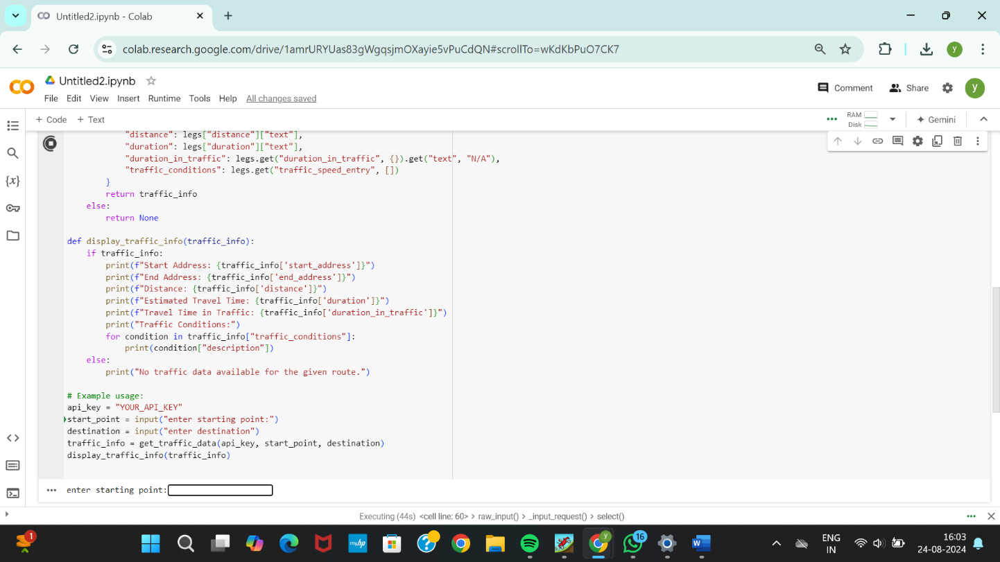 Untitled2.ipynb - Colab
colab.research.google.com/drive/1amrURYUas83gWgqsjmOXayie5vPuCdQN#scrollTo=wKdKbPuO7CK7
y
CO
Untitled2.ipynb
Comment
Share
y
File Edit View Insert Runtime Tools Help All changes saved
+ Code + Text
RAM
Disk
Gemini
"distance": legs["distance"]["text"],
"duration": legs["duration"]["text"],
"duration_in_traffic": legs.get("duration_in_traffic", {}).get("text", "N/A"),
"traffic_conditions": legs.get("traffic_speed_entry", [])
}
return traffic_info
else:
return None
def display_traffic_info(traffic_info):
if traffic_info:
print(f"Start Address: {traffic_info['start_address']}")
print(f"End Address: {traffic_info['end_address']}")
print(f"Distance: {traffic_info['distance']}")
print(f"Estimated Travel Time: {traffic_info['duration']}")
print(f"Travel Time in Traffic: {traffic_info['duration_in_traffic']}")
print("Traffic Conditions:")
for condition in traffic_info["traffic_conditions"]:
print(condition["description"])
else:
print("No traffic data available for the given route.")
# Example usage:
api_key = "YOUR_API_KEY"
start_point = input("enter starting point:")
destination = input("enter destination")
traffic_info = get_traffic_data(api_key, start_point, destination)
display_traffic_info(traffic_info)
enter starting point:
Executing (44s) <cell line: 60> > raw_input() > _input_request() > select()
1
myhp
y
16
W
ENG
IN
16:03
24-08-2024